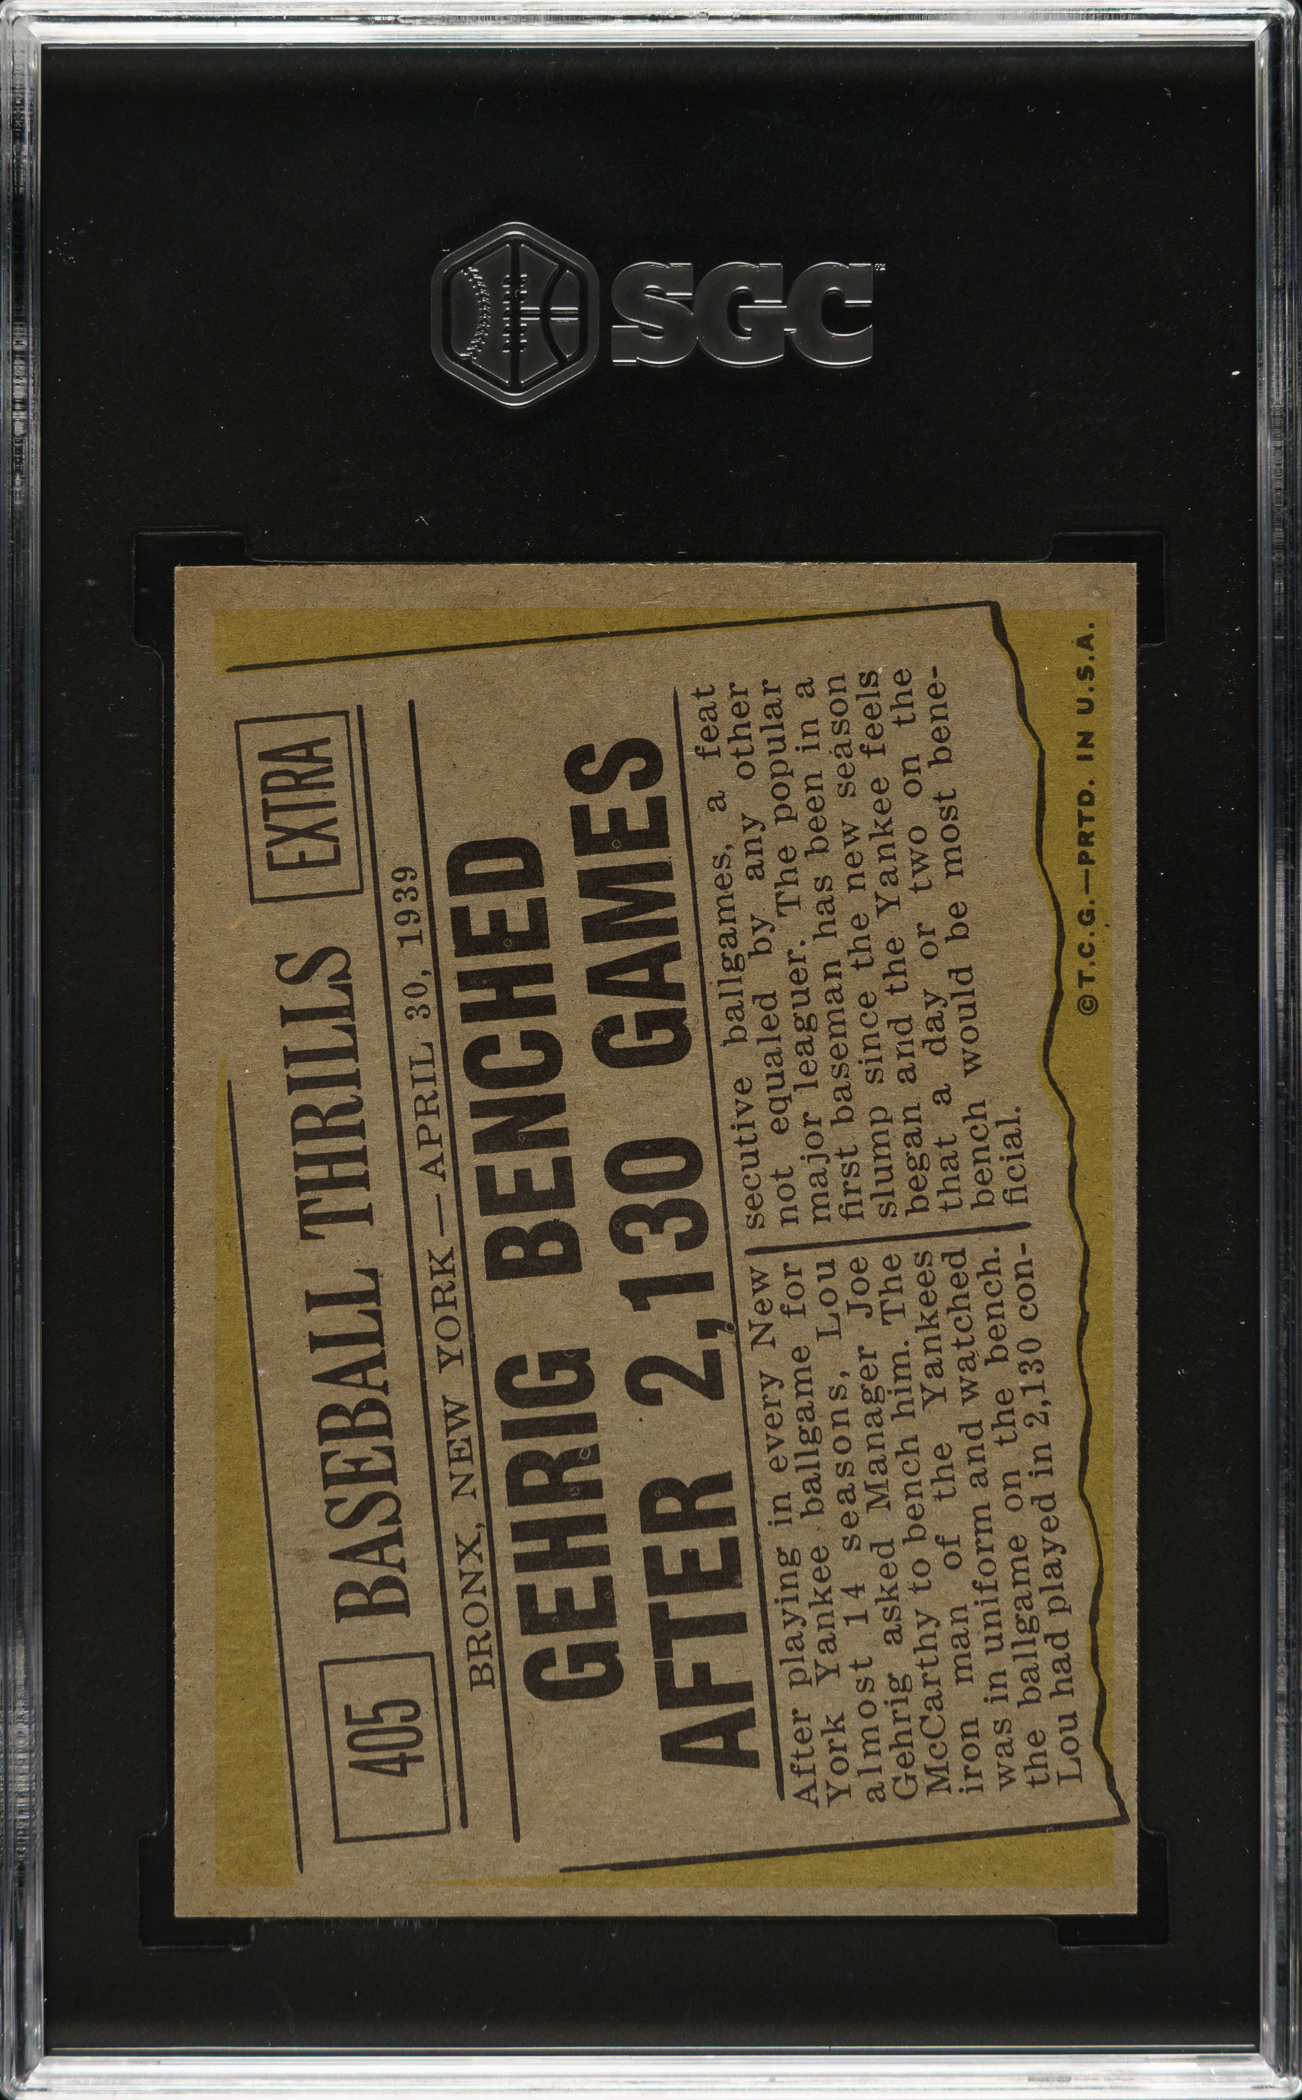 SGC
405
BASEBALL THRILLS
EXTRA
BRONX, NEW YORK—APRIL 30, 1939
GEHRIG BENCHED
AFTER 2,130 GAMES
After playing in every New
York Yankee ballgame for
almost 14 seasons, Lou
Gehrig asked Manager Joe
McCarthy to bench him. The
iron man of the Yankees
was in uniform and watched
the ballgame on the bench.
Lou had played in 2,130 con-
secutive ballgames, a feat
not equaled by any other
major leaguer. The popular
first baseman has been in a
slump since the new season
began and the Yankee feels
that a day or two on the
bench would be most bene-
ficial.
©T.C.G.—PRTD. IN U.S.A.